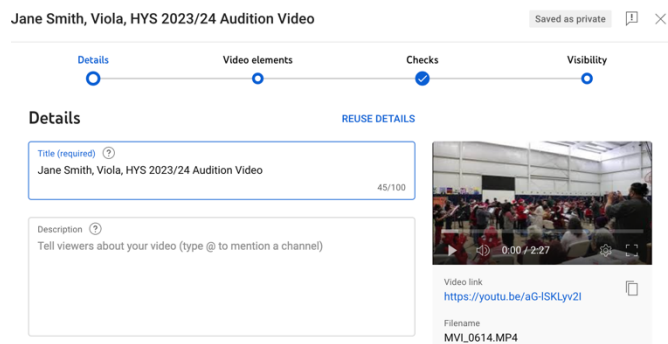 Jane Smith, Viola, HYS 2023/24 Audition Video
Saved as private
Details
Video elements
Checks
Visibility
Details
REUSE DETAILS
Title (required)
Jane Smith, Viola, HYS 2023/24 Audition Video
45/100
Description
Tell viewers about your video (type @ to mention a channel)
0:00 / 2:27
Video link
https://youtu.be/aG-lSKLyv2I
Filename
MVI_0614.MP4